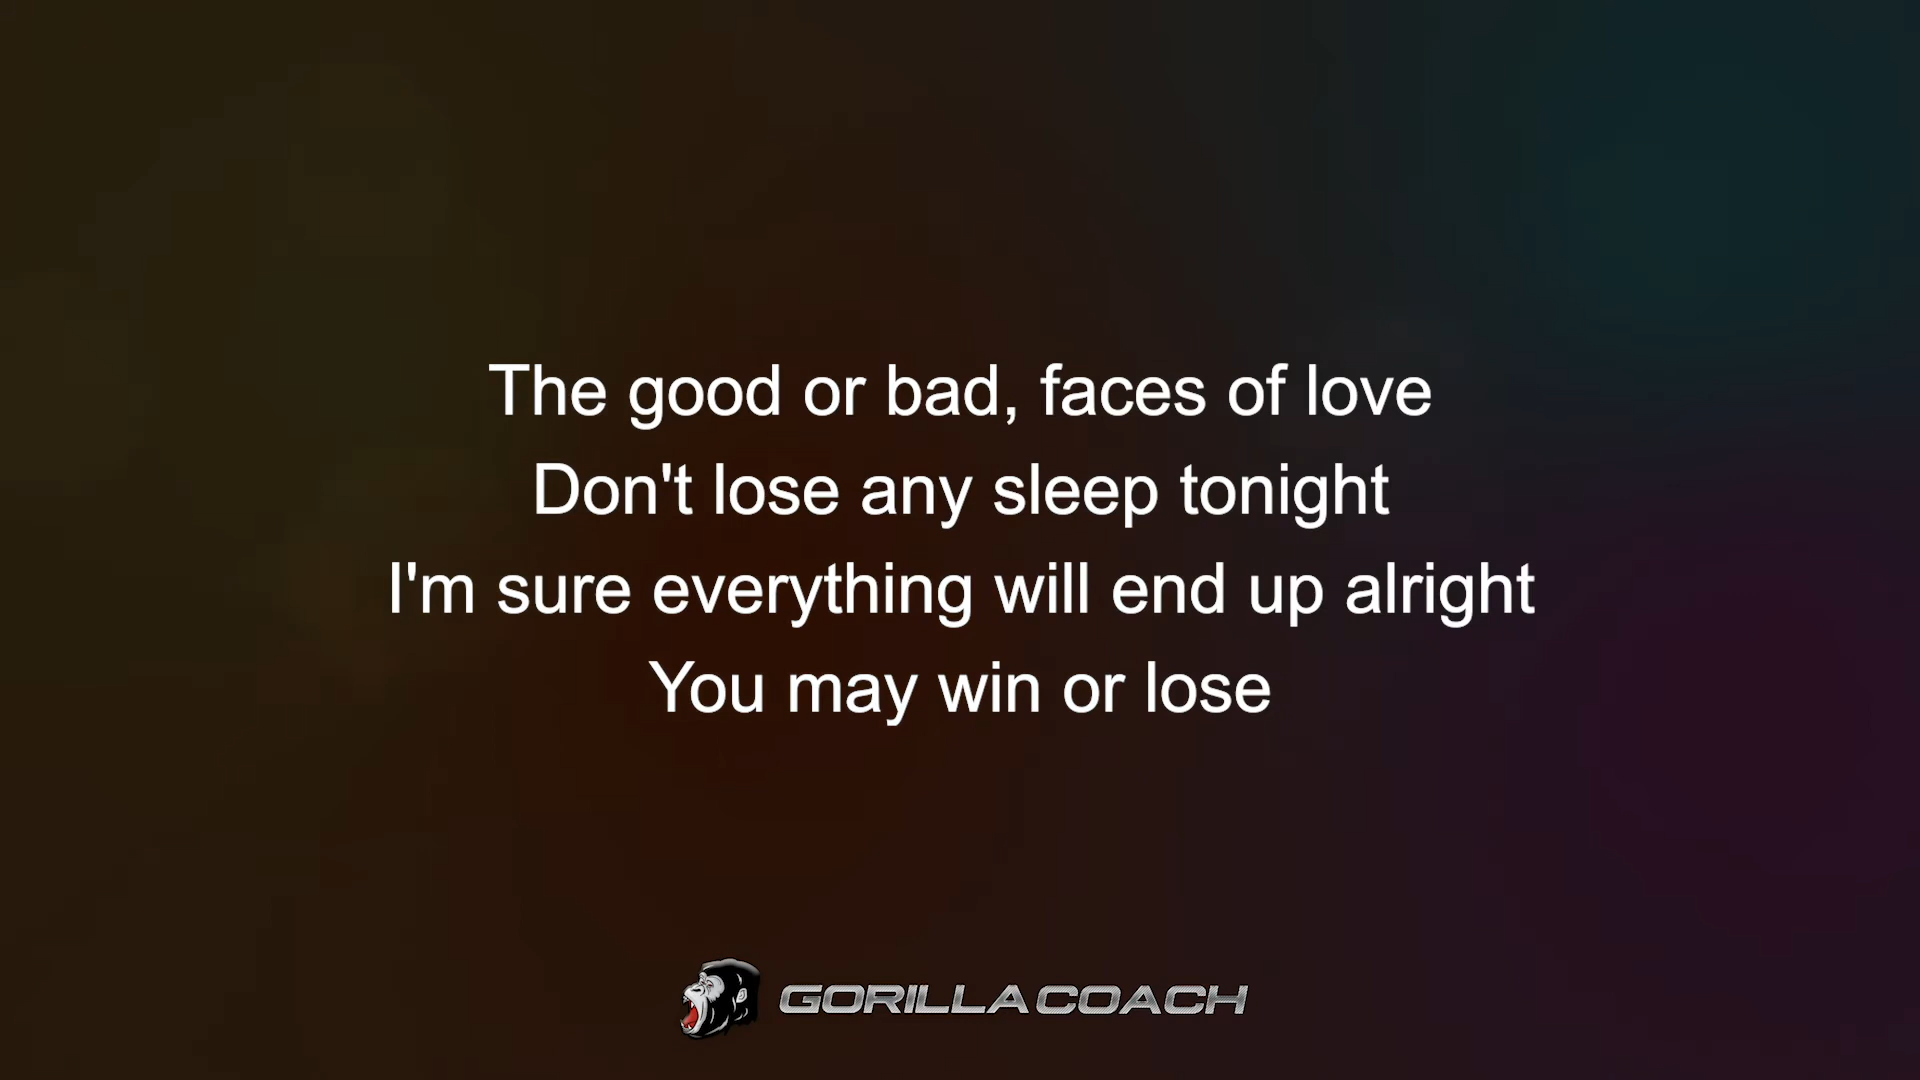 The good or bad, faces of love
Don't lose any sleep tonight
I'm sure everything will end up alright
You may win or lose
GORILLA COACH